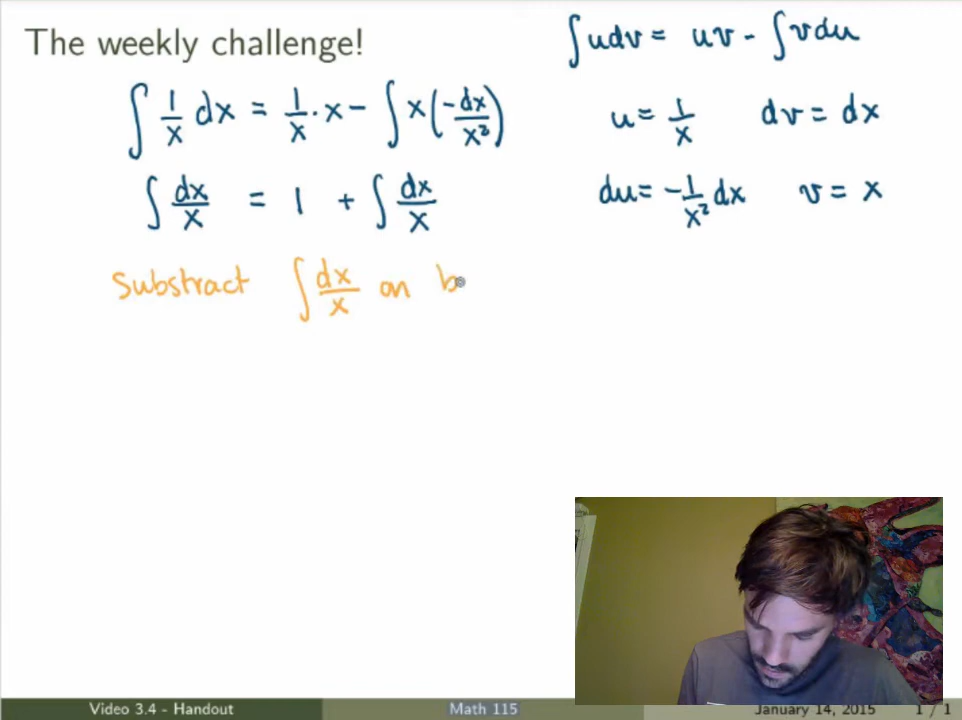 The weekly challenge!
∫udv = uv - ∫vdu
∫ 1/x dx = 1/x · x - ∫ x(-dx/x²)
u = 1/x dv = dx
∫ dx/x = 1 + ∫ dx/x
du = -1/x² dx v = x
Substract ∫ dx/x on b
Video 3.4 - Handout Math 115 January 14, 2015 1 / 1